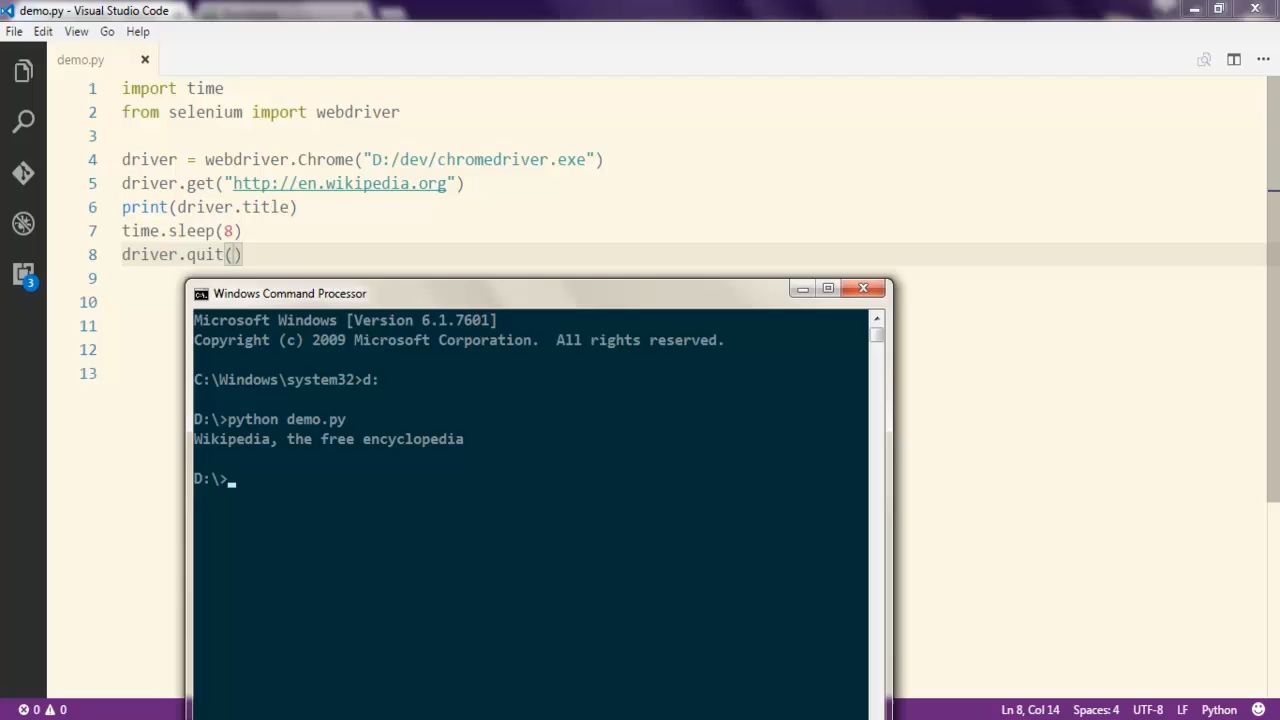 demo.py - Visual Studio Code
File Edit View Go Help
demo.py
1 import time
2 from selenium import webdriver
3
4 driver = webdriver.Chrome("D:/dev/chromedriver.exe")
5 driver.get("http://en.wikipedia.org")
6 print(driver.title)
7 time.sleep(8)
8 driver.quit()
9
10
11
12
13
3
Windows Command Processor
C:\.
Microsoft Windows [Version 6.1.7601]
Copyright (c) 2009 Microsoft Corporation.  All rights reserved.
C:\Windows\system32>d:
D:\>python demo.py
Wikipedia, the free encyclopedia
D:\>
0 0 Ln 8, Col 14 Spaces: 4 UTF-8 LF Python